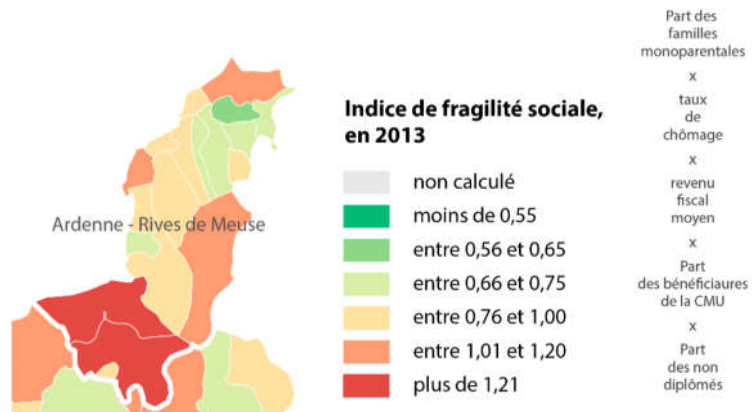 Ardenne - Rives de Meuse
Indice de fragilité sociale,
en 2013
non calculé
moins de 0,55
entre 0,56 et 0,65
entre 0,66 et 0,75
entre 0,76 et 1,00
entre 1,01 et 1,20
plus de 1,21
Part des
familles
monoparentales
x
taux
de
chômage
x
revenu
fiscal
moyen
x
Part
des bénéficiaures
de la CMU
x
Part
des non
diplômés